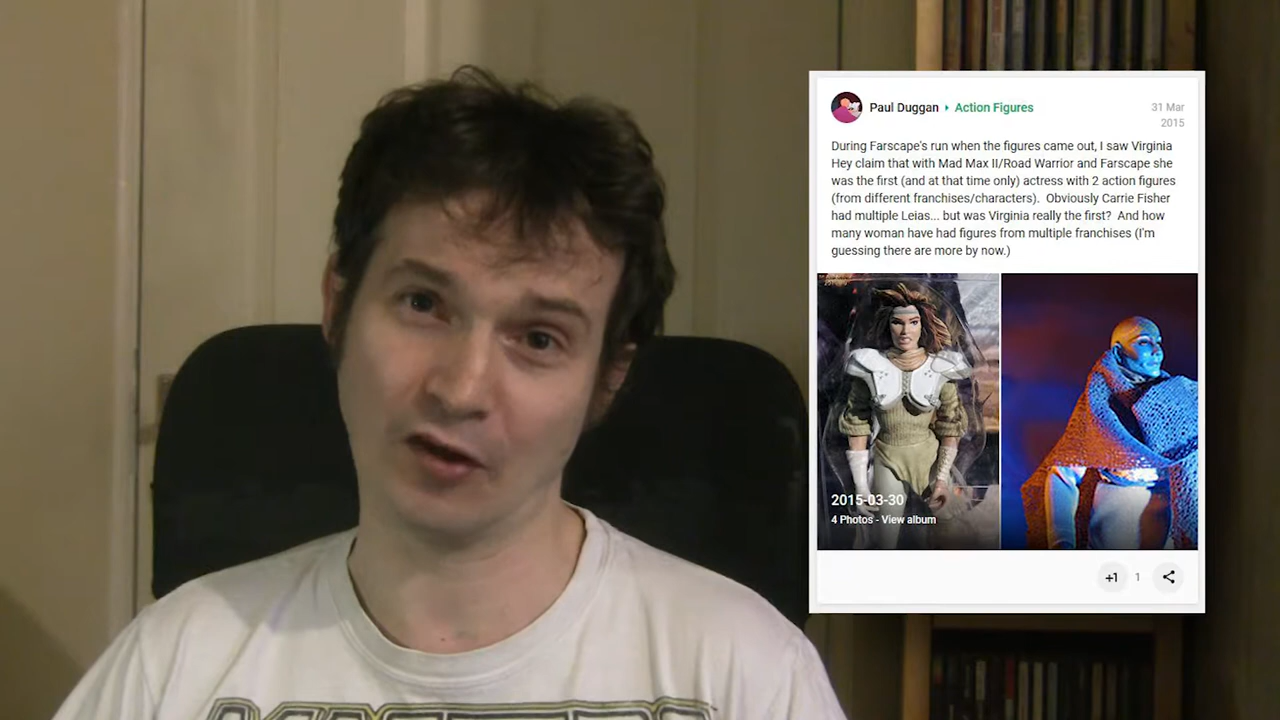 Paul Duggan ▸ Action Figures
31 Mar
2015
During Farscape's run when the figures came out, I saw Virginia
Hey claim that with Mad Max II/Road Warrior and Farscape she
was the first (and at that time only) actress with 2 action figures
(from different franchises/characters).  Obviously Carrie Fisher
had multiple Leias... but was Virginia really the first?  And how
many woman have had figures from multiple franchises (I'm
guessing there are more by now.)
2015-03-30
4 Photos - View album
+1
1